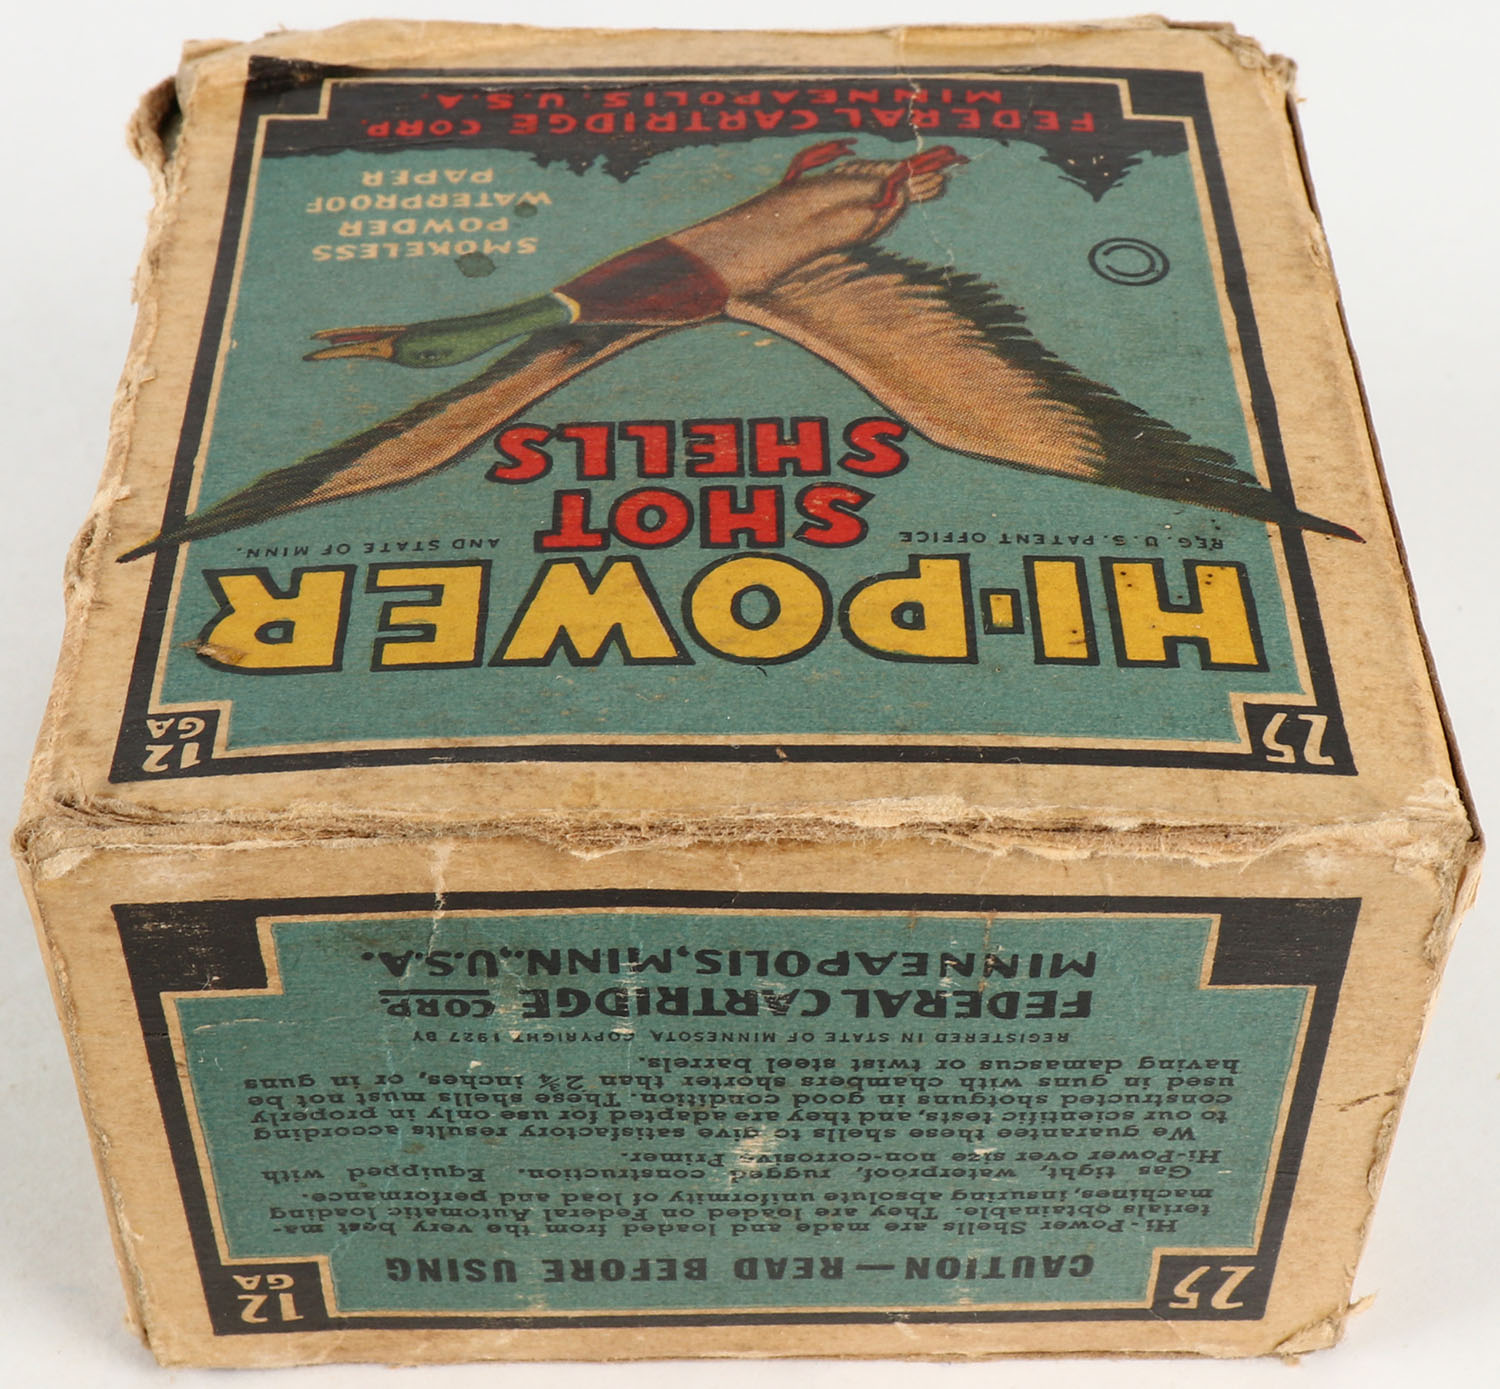 25
12
GA
HI-POWER
REG. U.S. PATENT OFFICE
AND STATE OF MINN.
SHOT
SHELLS
SMOKELESS
POWDER
WATERPROOF
PAPER
C
FEDERAL CARTRIDGE CORP.
MINNEAPOLIS. U.S.A.
25
12
GA
CAUTION—READ BEFORE USING
Hi-Power Shells are made and loaded from the very best ma-
terials obtainable. They are loaded on Federal Automatic loading
machines, insuring absolute uniformity of load and performance.
Gas tight, waterproof, rugged construction. Equipped with
Hi-Power over size non-corrosive Primer.
We guarantee these shells to give satisfactory results according
to our scientific tests, and they are adapted for use only in properly
constructed shotguns in good condition. These shells must not be
used in guns with chambers shorter than 2¾ inches, or in guns
having damascus or twist steel barrels.
REGISTERED IN STATE OF MINNESOTA COPYRIGHT 1927 BY
FEDERAL CARTRIDGE CORP.
MINNEAPOLIS, MINN., U.S.A.